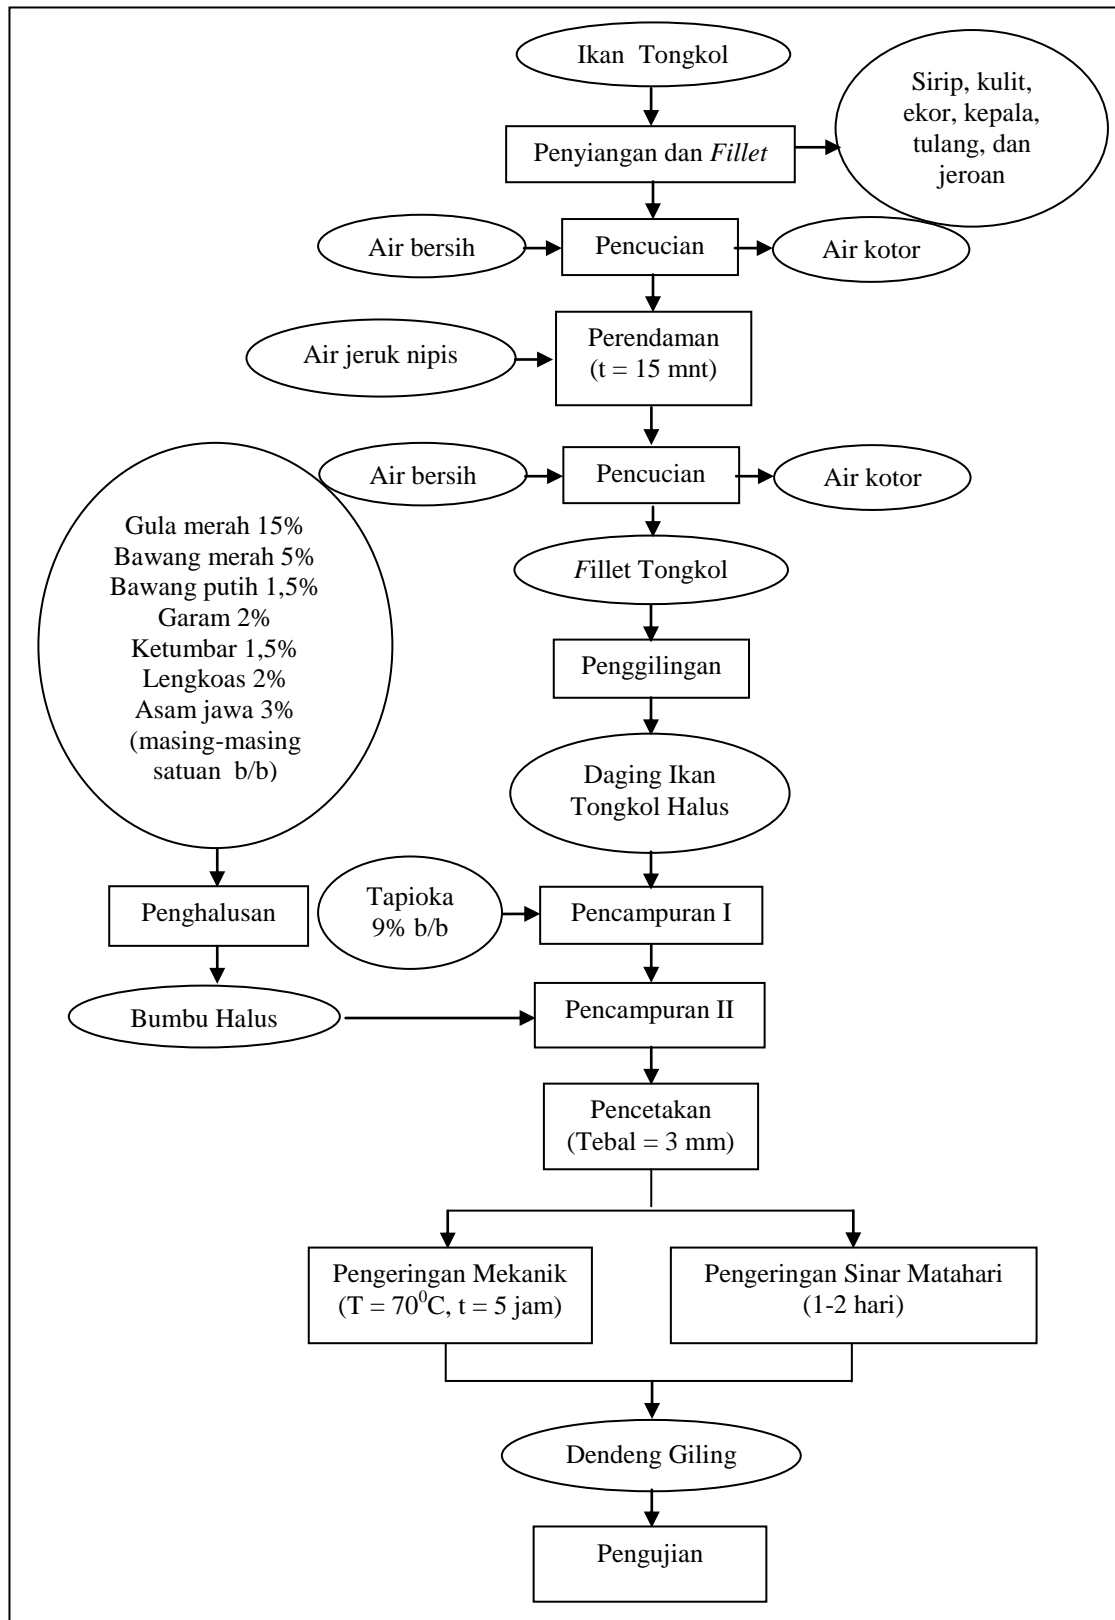 Ikan Tongkol
Sirip, kulit,
ekor, kepala,
tulang, dan
jeroan
Penyiangan dan Fillet
Air bersih
Pencucian
Air kotor
Air jeruk nipis
Perendaman
(t = 15 mnt)
Air bersih
Pencucian
Air kotor
Gula merah 15%
Bawang merah 5%
Bawang putih 1,5%
Garam 2%
Ketumbar 1,5%
Lengkoas 2%
Asam jawa 3%
(masing-masing
satuan b/b)
Fillet Tongkol
Penggilingan
Daging Ikan
Tongkol Halus
Penghalusan
Tapioka
9% b/b
Pencampuran I
Bumbu Halus
Pencampuran II
Pencetakan
(Tebal = 3 mm)
Pengeringan Mekanik
(T = 70⁰C, t = 5 jam)
Pengeringan Sinar Matahari
(1-2 hari)
Dendeng Giling
Pengujian